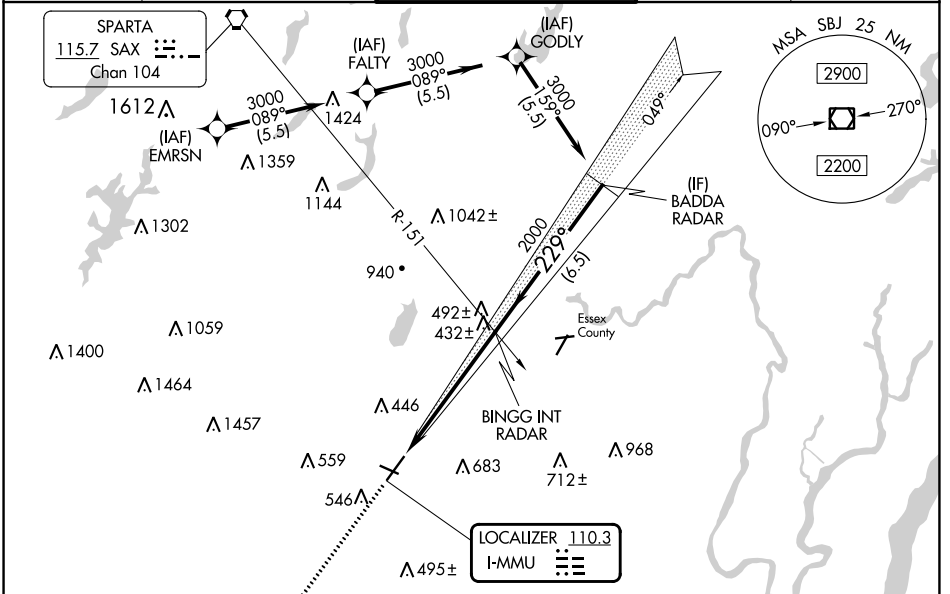 SPARTA
115.7 SAX
Chan 104
(IAF)
FALTY
(IAF)
GODLY
MSA SBJ 25 NM
2900
090°
270°
2200
3000
089°
(5.5)
3000
159°
(5.5)
049°
1612
3000
089°
(5.5)
1424
(IAF)
EMRSN
1359
1144
(IF)
BADDA
RADAR
1302
1042±
R-151
2000
229°
(6.5)
940
492±
432±
Essex
County
1059
1400
1464
446
1457
BINGG INT
RADAR
559
683
968
712±
546
LOCALIZER 110.3
I-MMU
495±